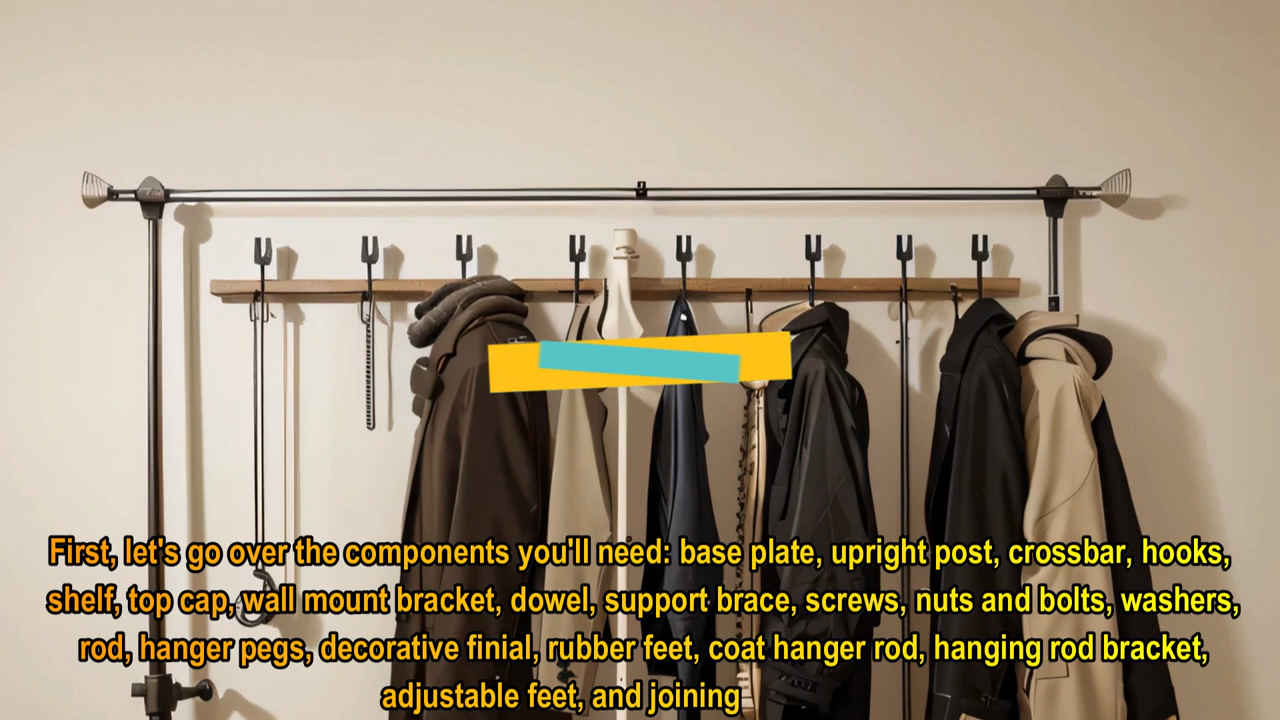 First, let's go over the components you'll need: base plate, upright post, crossbar, hooks,
shelf, top cap, wall mount bracket, dowel, support brace, screws, nuts and bolts, washers,
rod, hanger pegs, decorative finial, rubber feet, coat hanger rod, hanging rod bracket,
adjustable feet, and joining